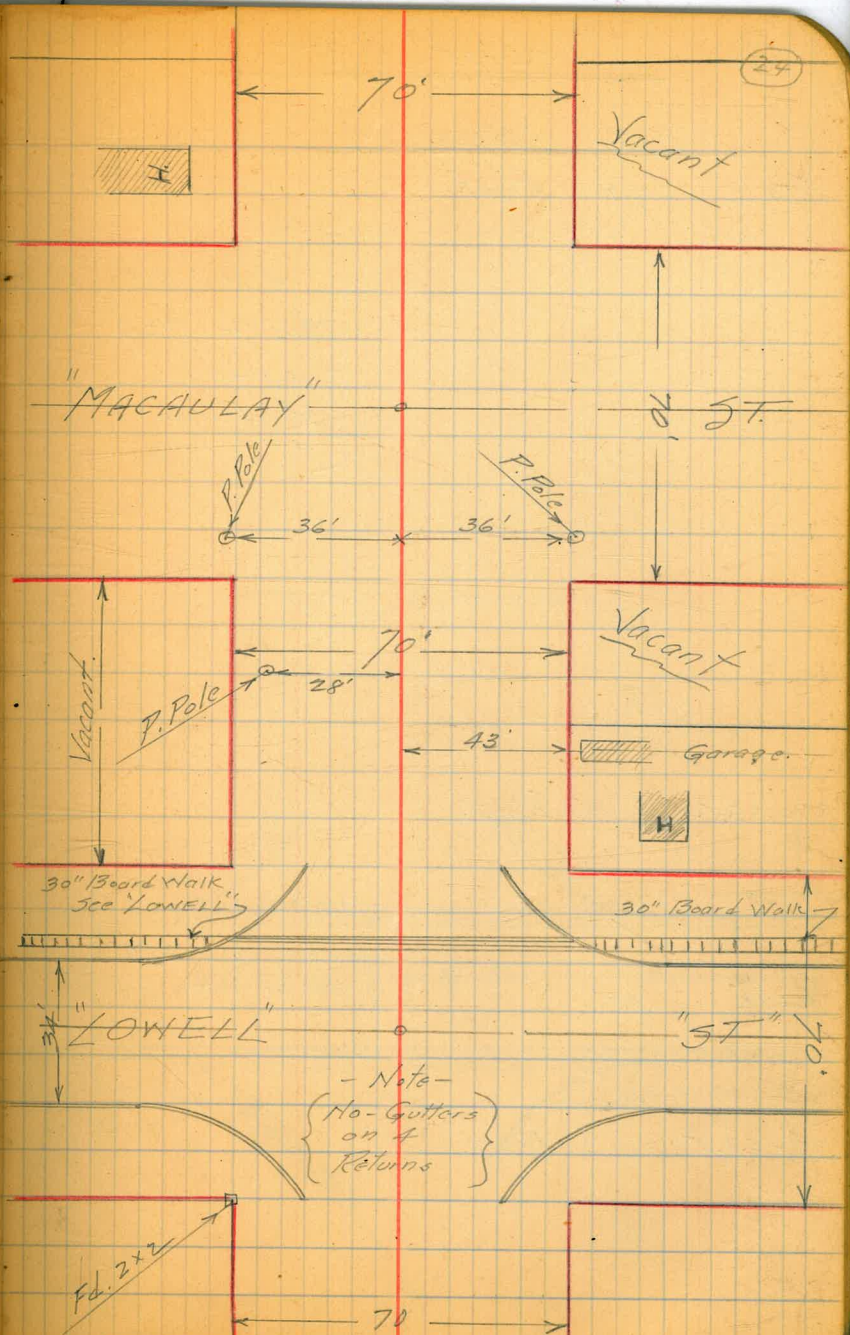 24
70'
Vacant
H.
"MACAULAY" ST.
70'
P. Pole
P. Pole
36' 36'
Vacant
70'
28'
P. Pole
Vacant.
43'
Garage.
H
30" Board Walk
See "LOWELL"
30" Board Walk
34'
"LOWELL" "ST"
70'
- Note -
No - Gutters
on 4
Returns
Fd. 2x2
70